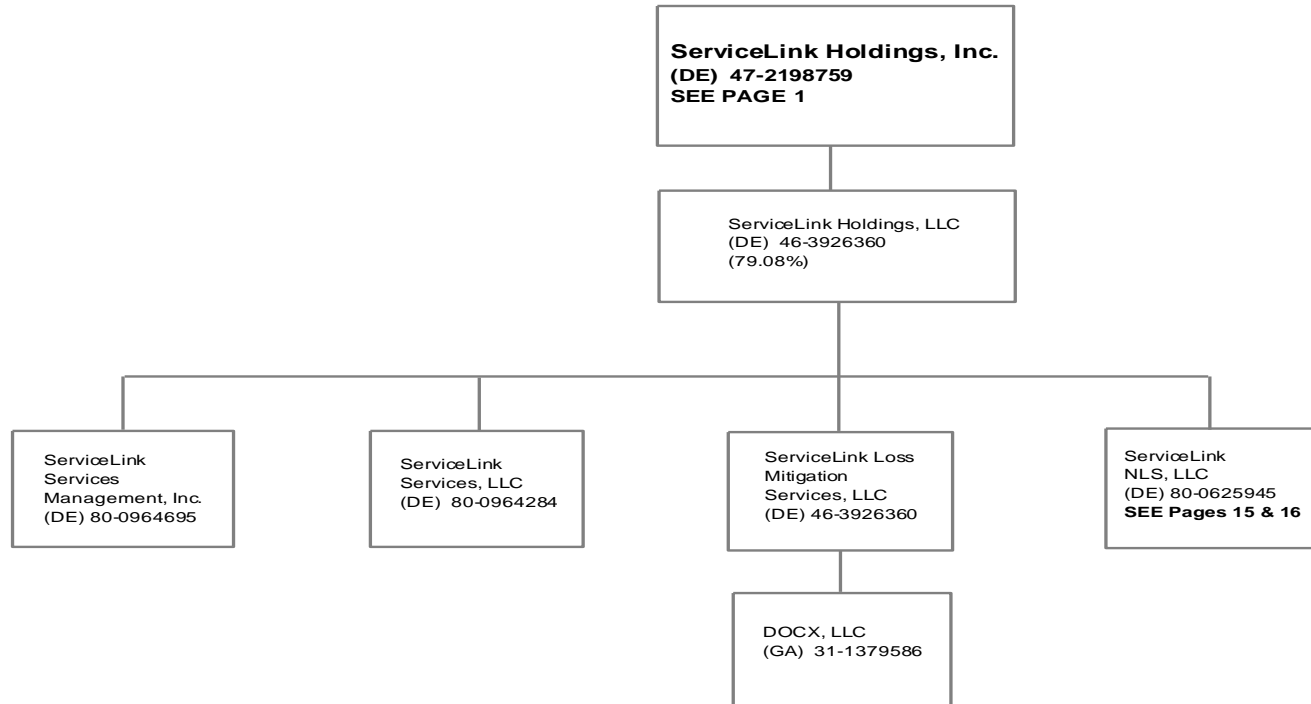 ServiceLink Holdings, Inc.
(DE) 47-2198759
SEE PAGE 1
ServiceLink Holdings, LLC
(DE) 46-3926360
(79.08%)
ServiceLink
Services
Management, Inc.
(DE) 80-0964695
ServiceLink
Services, LLC
(DE) 80-0964284
ServiceLink Loss
Mitigation
Services, LLC
(DE) 46-3926360
ServiceLink
NLS, LLC
(DE) 80-0625945
SEE Pages 15 & 16
DOCX, LLC
(GA) 31-1379586